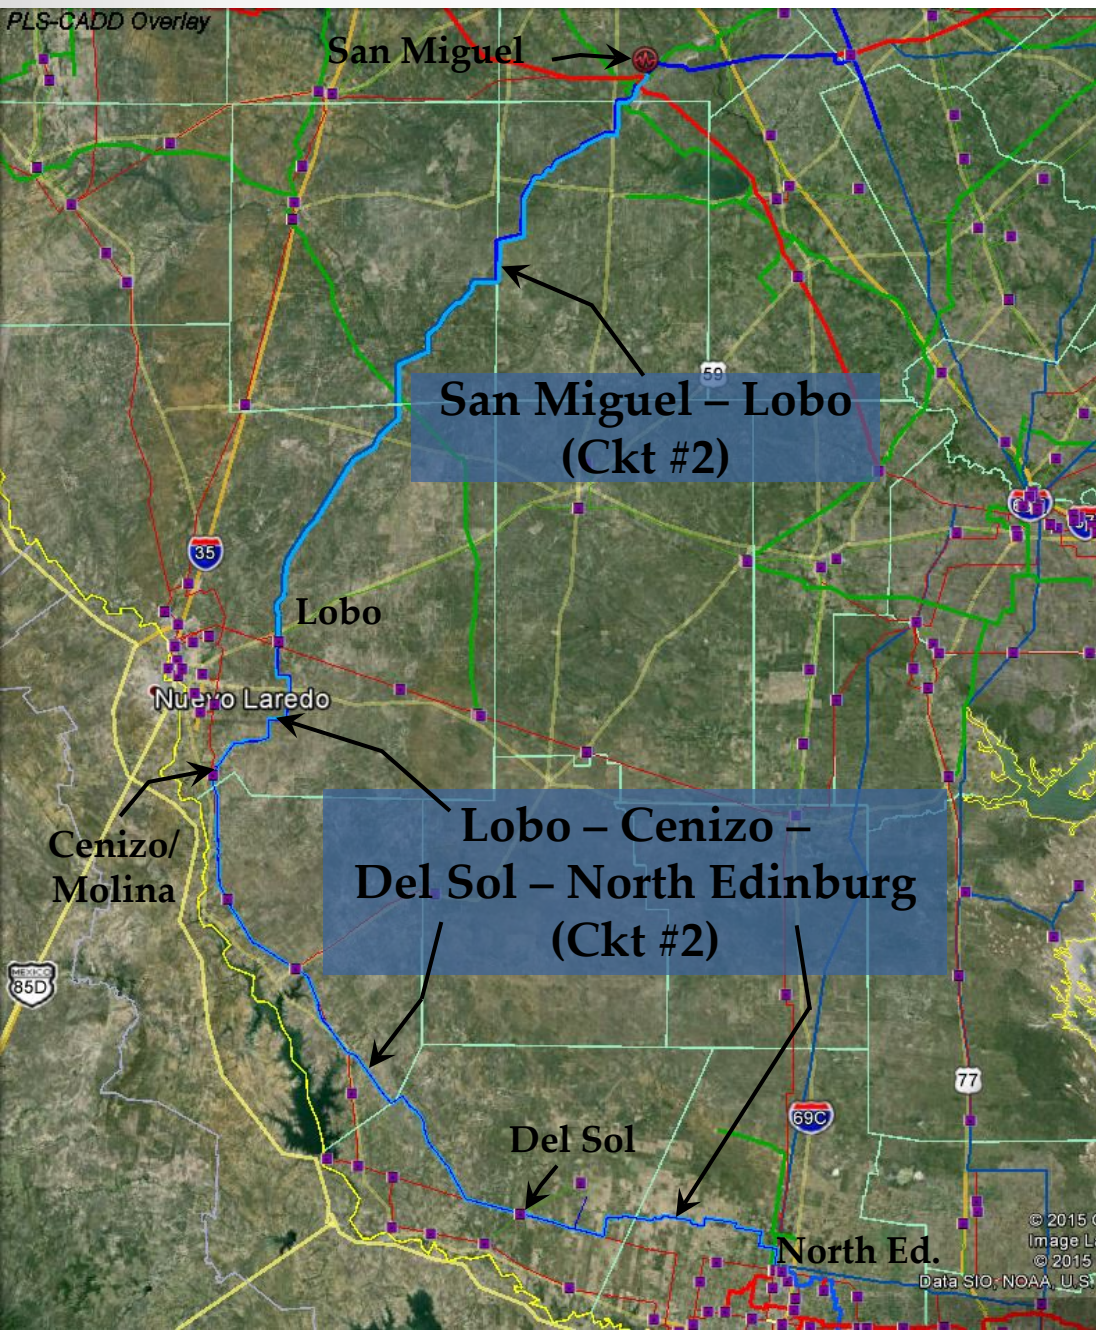 PLS-CADD Overlay
San Miguel
59
San Miguel – Lobo
(Ckt #2)
35
Lobo
Nuevo Laredo
Lobo – Cenizo –
Del Sol – North Edinburg
(Ckt #2)
Cenizo/
Molina
MEXICO
85D
77
69C
Del Sol
North Ed.
© 2015
Image La
© 2015
Data SIO, NOAA, U.S.